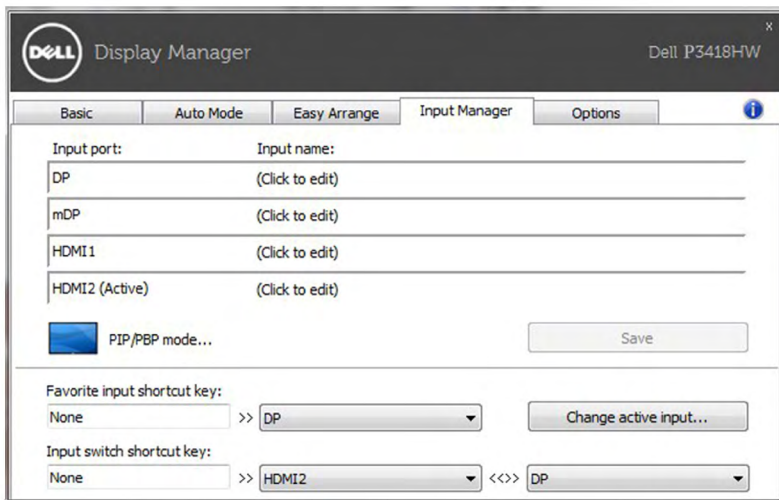 x
DELL Display Manager Dell P3418HW
Basic Auto Mode Easy Arrange Input Manager Options i
Input port: Input name:
DP (Click to edit)
mDP (Click to edit)
HDMI1 (Click to edit)
HDMI2 (Active) (Click to edit)
PIP/PBP mode... Save
Favorite input shortcut key:
None >> DP Change active input...
Input switch shortcut key:
None >> HDMI2 <<>> DP